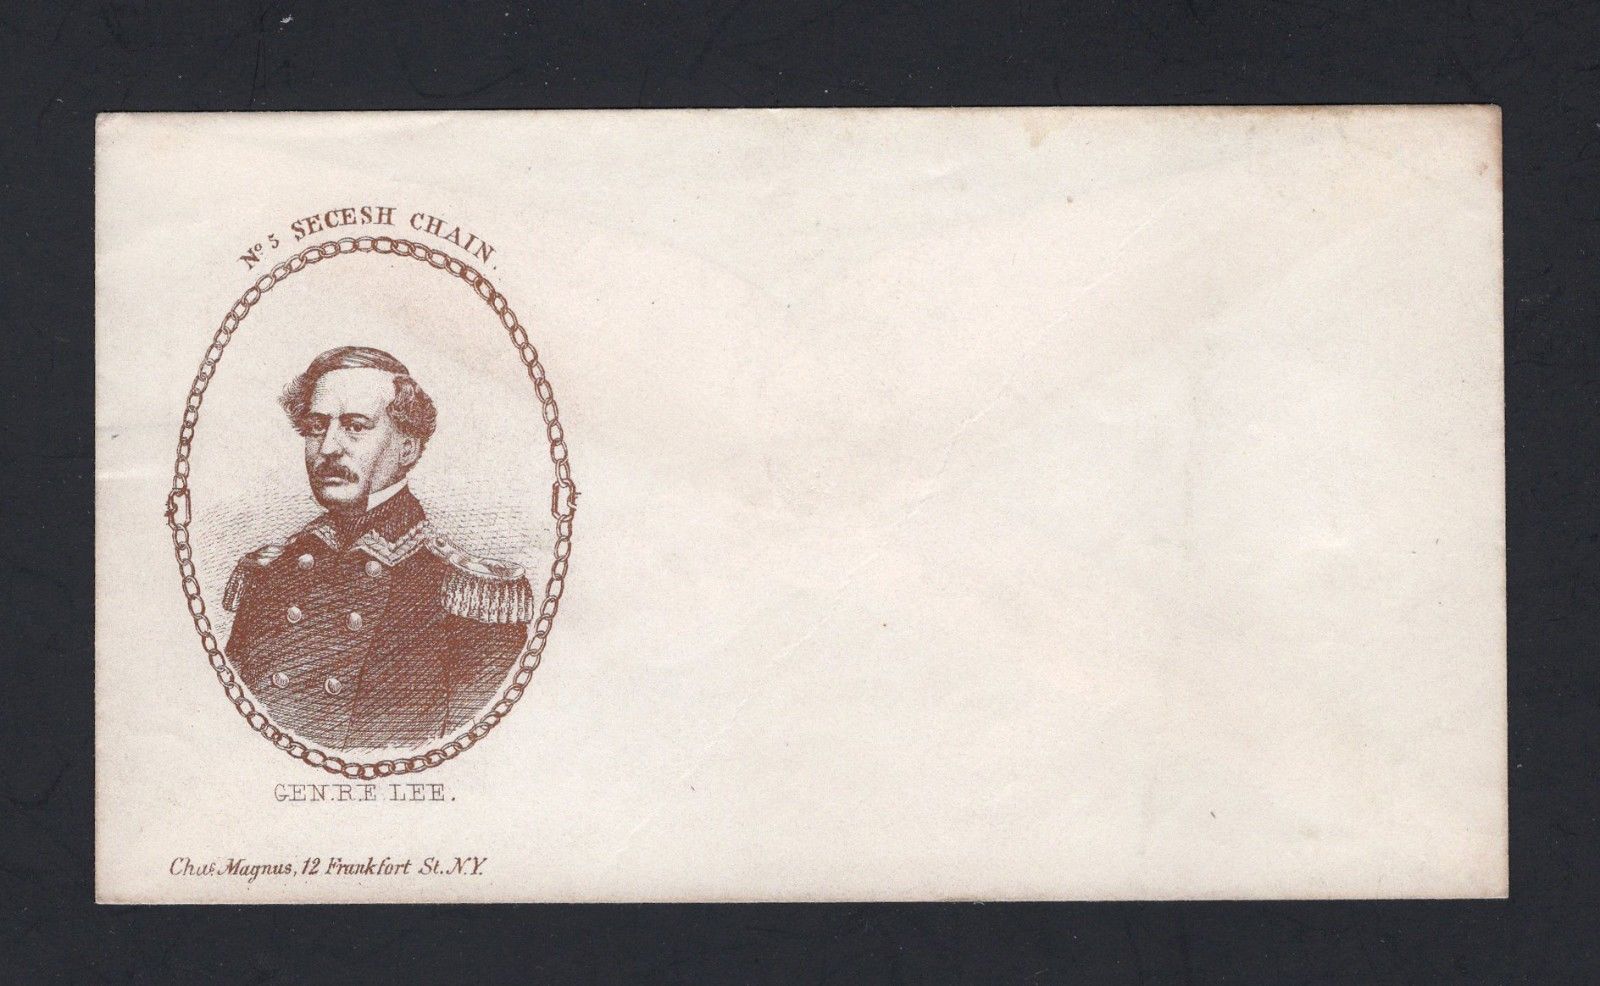 No 5 SECESH CHAIN.
GEN.R.E. LEE.
Chas. Magnus, 12 Frankfort St. N.Y.